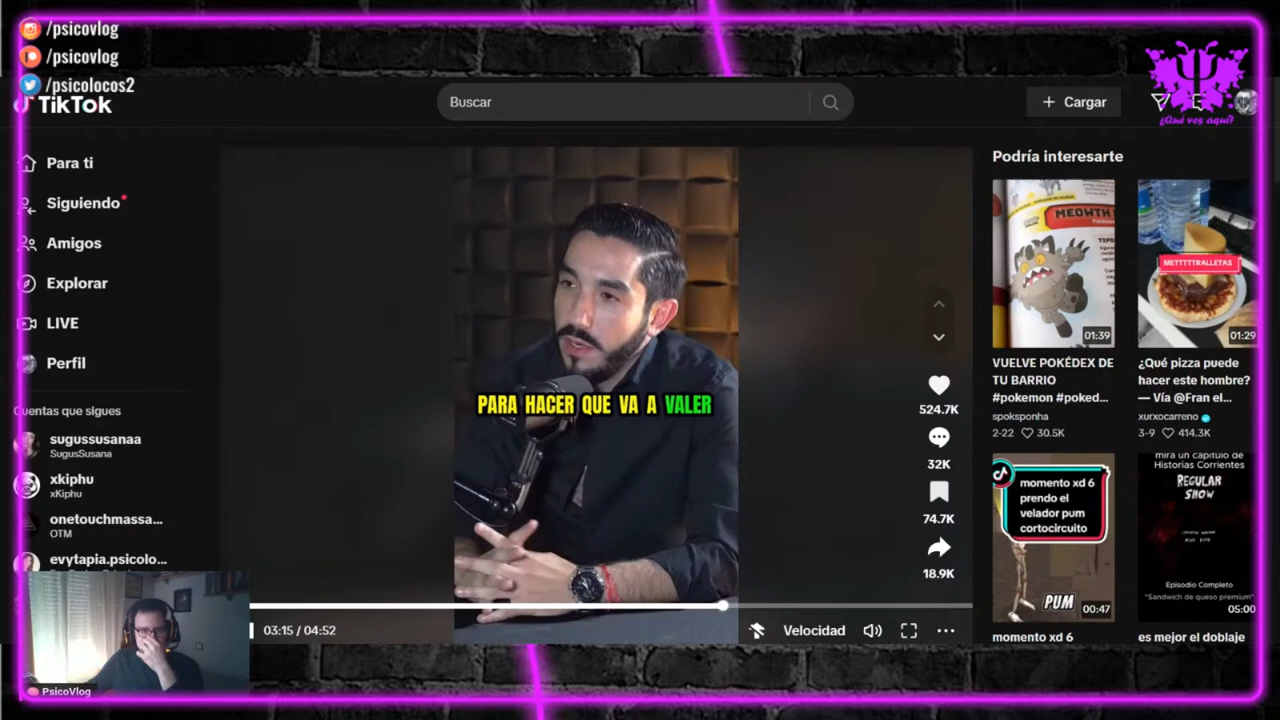 /psicovlog
/psicovlog
/psicolocos2
TikTok
Buscar
Cargar
¿Qué ves aquí?
Para ti
Siguiendo
Amigos
Explorar
LIVE
Perfil
Cuentas que sigues
sugussusanaa
SugusSusana
xkiphu
xKiphu
onetouchmassa...
OTM
evytapia.psicolo...
PARA HACER QUE VA A VALER
524.7K
32K
74.7K
18.9K
03:15 / 04:52
Velocidad
PsicoVlog
Podría interesarte
MEOWTH
01:39
VUELVE POKÉDEX DE
TU BARRIO
#pokemon #poked...
spoksponha
2-22 30.5K
METTTTTRALLETAS
01:29
¿Qué pizza puede
hacer este hombre?
— Vía @Fran el...
xurxocarreno
3-9 414.3K
momento xd 6
prendo el
velador pum
cortocircuito
PUM
00:47
momento xd 6
mira un capitulo de
Historias Corrientes
REGULAR
SHOW
Episodio Completo
"Sandwich de queso premium"
05:00
es mejor el doblaje